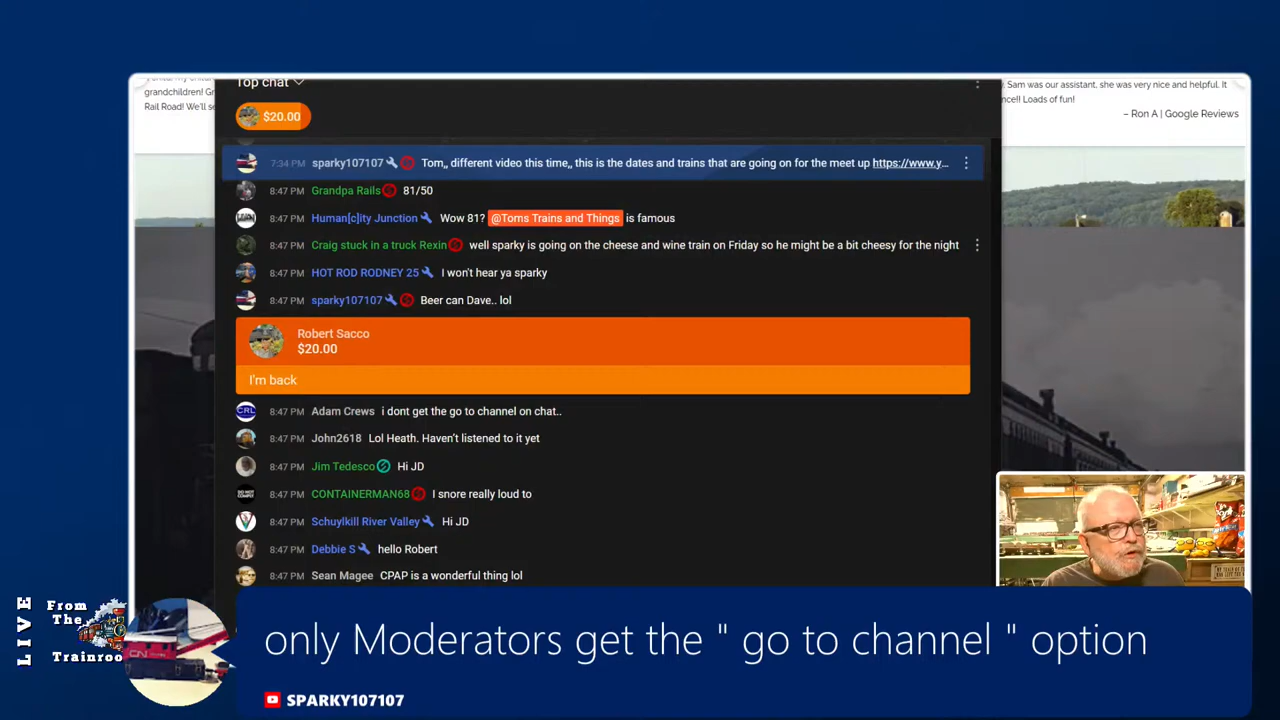 grandchildren! Gr
Rail Road! We'll se
Top chat
Sam was our assistant, she was very nice and helpful. It
nce!! Loads of fun!
– Ron A | Google Reviews
$20.00
7:34 PM sparky107107 Tom,, different video this time,, this is the dates and trains that are going on for the meet up https://www.y...
8:47 PM Grandpa Rails 81/50
8:47 PM Human[c]ity Junction Wow 81? @Toms Trains and Things is famous
8:47 PM Craig stuck in a truck Rexin well sparky is going on the cheese and wine train on Friday so he might be a bit cheesy for the night
8:47 PM HOT ROD RODNEY 25 I won't hear ya sparky
8:47 PM sparky107107 Beer can Dave.. lol
Robert Sacco
$20.00
I'm back
CRL 8:47 PM Adam Crews i dont get the go to channel on chat..
8:47 PM John2618 Lol Heath. Haven't listened to it yet
8:47 PM Jim Tedesco Hi JD
8:47 PM CONTAINERMAN68 I snore really loud to
8:47 PM Schuylkill River Valley Hi JD
8:47 PM Debbie S hello Robert
8:47 PM Sean Magee CPAP is a wonderful thing lol
LIVE
From
The
Trainroo
CN
only Moderators get the " go to channel " option
SPARKY107107